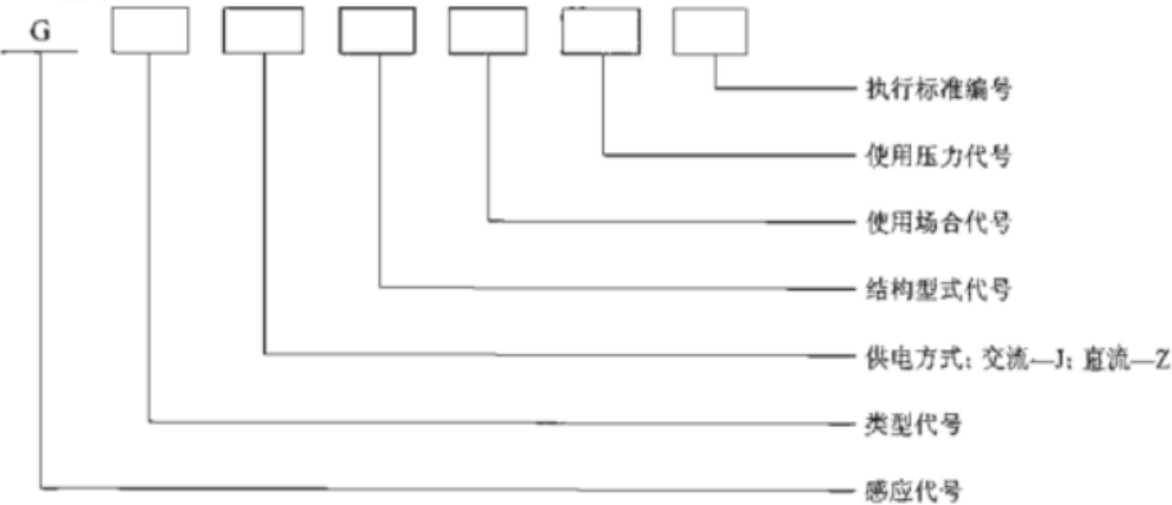 G
执行标准编号
使用压力代号
使用场合代号
结构型式代号
供电方式：交流—J；直流—Z
类型代号
感应代号